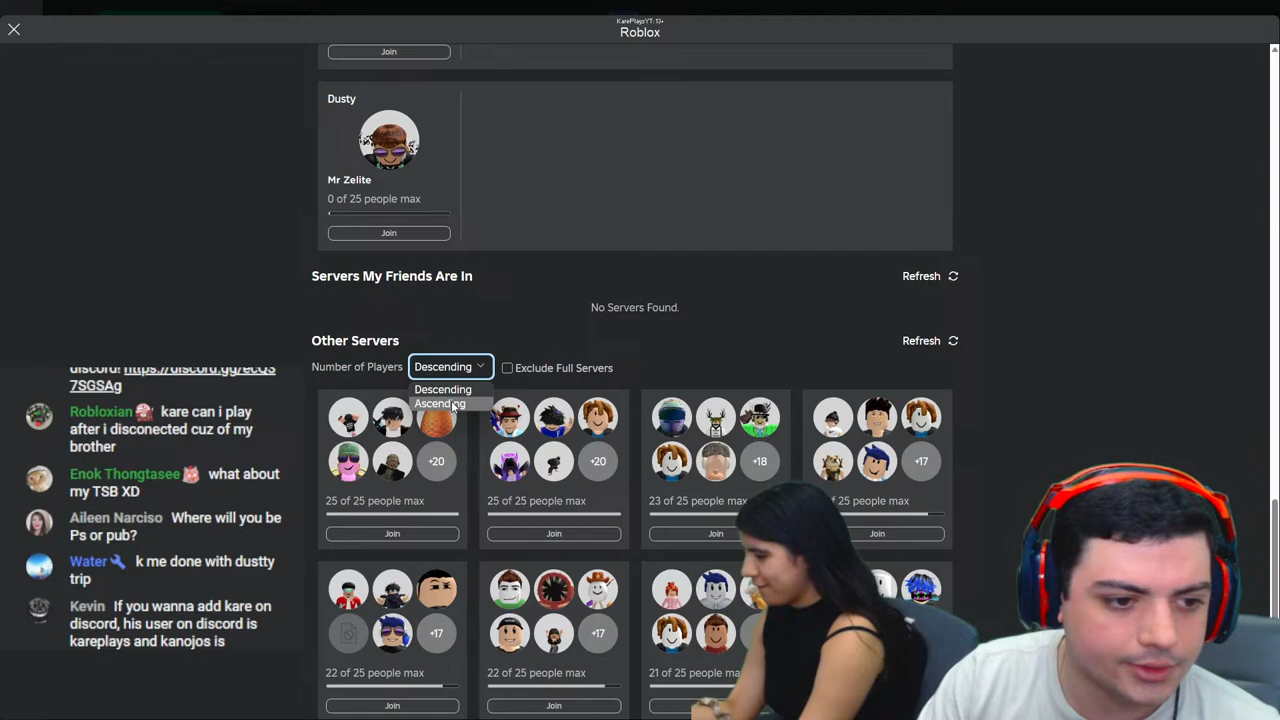 KarePlayzYT: 13+
Roblox
Join
Dusty
Mr Zelite
0 of 25 people max
Join
Servers My Friends Are In
Refresh
No Servers Found.
Other Servers
Refresh
Number of Players
Descending
Exclude Full Servers
Descending
Ascending
+20
+20
+18
+17
25 of 25 people max
25 of 25 people max
23 of 25 people max
of 25 people max
Join
Join
Join
Join
+17
+17
22 of 25 people max
22 of 25 people max
21 of 25 people ma
Join
Join
discord! https://discord.gg/ecQS
7SGSAg
Robloxian kare can i play
after i disconected cuz of my
brother
Enok Thongtasee what about
my TSB XD
Aileen Narciso Where will you be
Ps or pub?
Water k me done with dustty
trip
Kevin If you wanna add kare on
discord, his user on discord is
kareplays and kanojos is